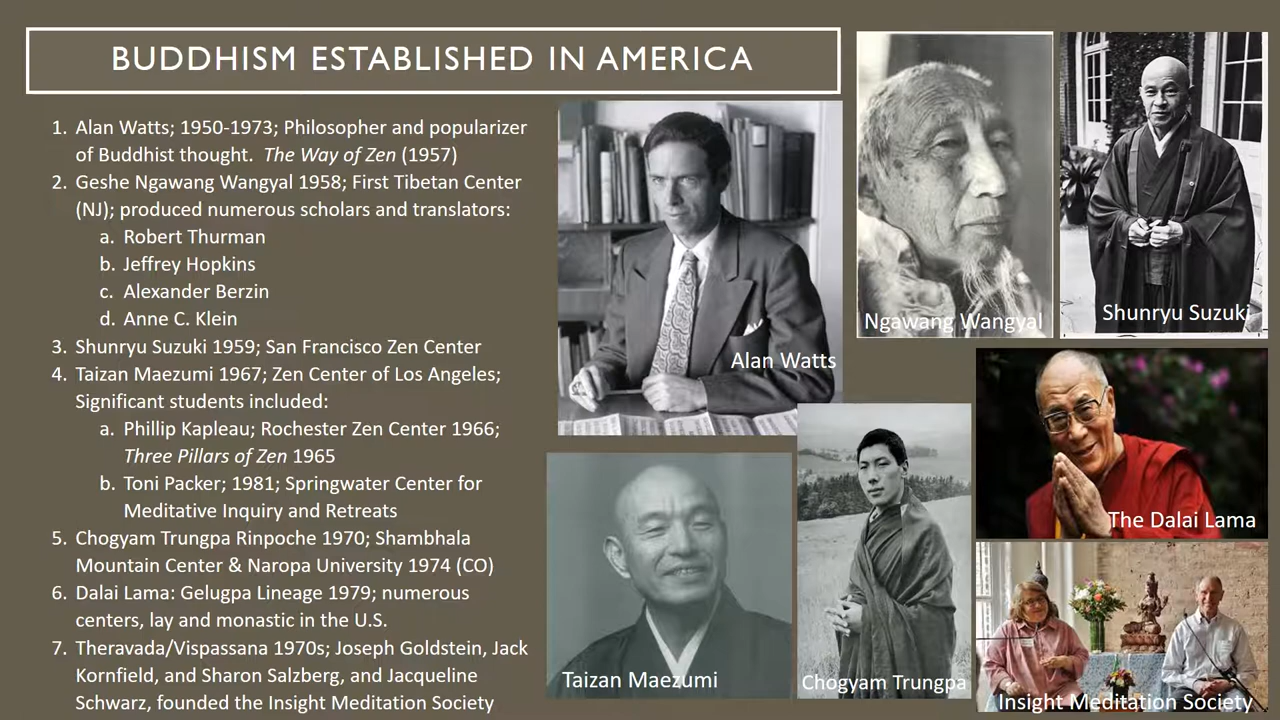 BUDDHISM ESTABLISHED IN AMERICA
1. Alan Watts; 1950-1973; Philosopher and popularizer
of Buddhist thought.  The Way of Zen (1957)
2. Geshe Ngawang Wangyal 1958; First Tibetan Center
(NJ); produced numerous scholars and translators:
a. Robert Thurman
b. Jeffrey Hopkins
c. Alexander Berzin
d. Anne C. Klein
3. Shunryu Suzuki 1959; San Francisco Zen Center
4. Taizan Maezumi 1967; Zen Center of Los Angeles;
Significant students included:
a. Phillip Kapleau; Rochester Zen Center 1966;
Three Pillars of Zen 1965
b. Toni Packer; 1981; Springwater Center for
Meditative Inquiry and Retreats
5. Chogyam Trungpa Rinpoche 1970; Shambhala
Mountain Center & Naropa University 1974 (CO)
6. Dalai Lama: Gelugpa Lineage 1979; numerous
centers, lay and monastic in the U.S.
7. Theravada/Vispassana 1970s; Joseph Goldstein, Jack
Kornfield, and Sharon Salzberg, and Jacqueline
Schwarz, founded the Insight Meditation Society
Alan Watts
Ngawang Wangyal
Shunryu Suzuki
Taizan Maezumi
Chogyam Trungpa
The Dalai Lama
Insight Meditation Society